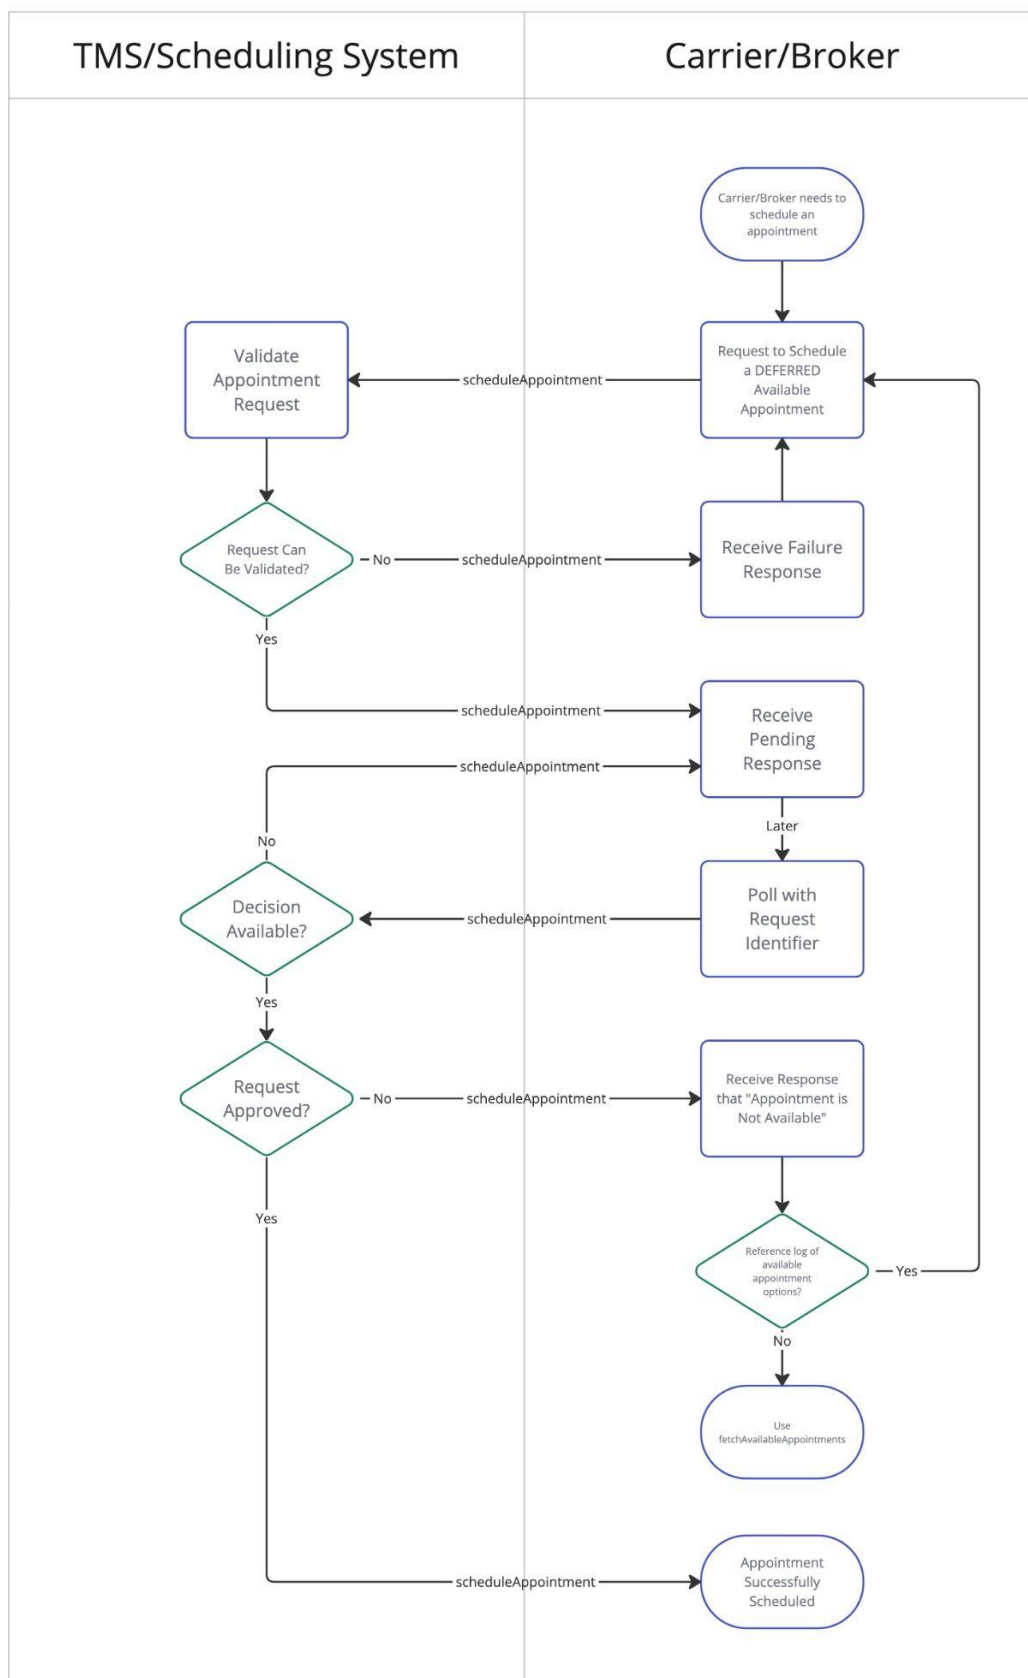 TMS/Scheduling System
Carrier/Broker
Carrier/Broker needs to
schedule an
appointment
Validate
Appointment
Request
scheduleAppointment
Request to Schedule
a DEFERRED
Available
Appointment
Request Can
Be Validated?
No
scheduleAppointment
Receive Failure
Response
Yes
scheduleAppointment
Receive
Pending
Response
scheduleAppointment
Later
No
Decision
Available?
scheduleAppointment
Poll with
Request
Identifier
Yes
Request
Approved?
No
scheduleAppointment
Receive Response
that "Appointment is
Not Available"
Yes
Reference log of
available
appointment
options?
Yes
No
Use
fetchAvailableAppointments
scheduleAppointment
Appointment
Successfully
Scheduled